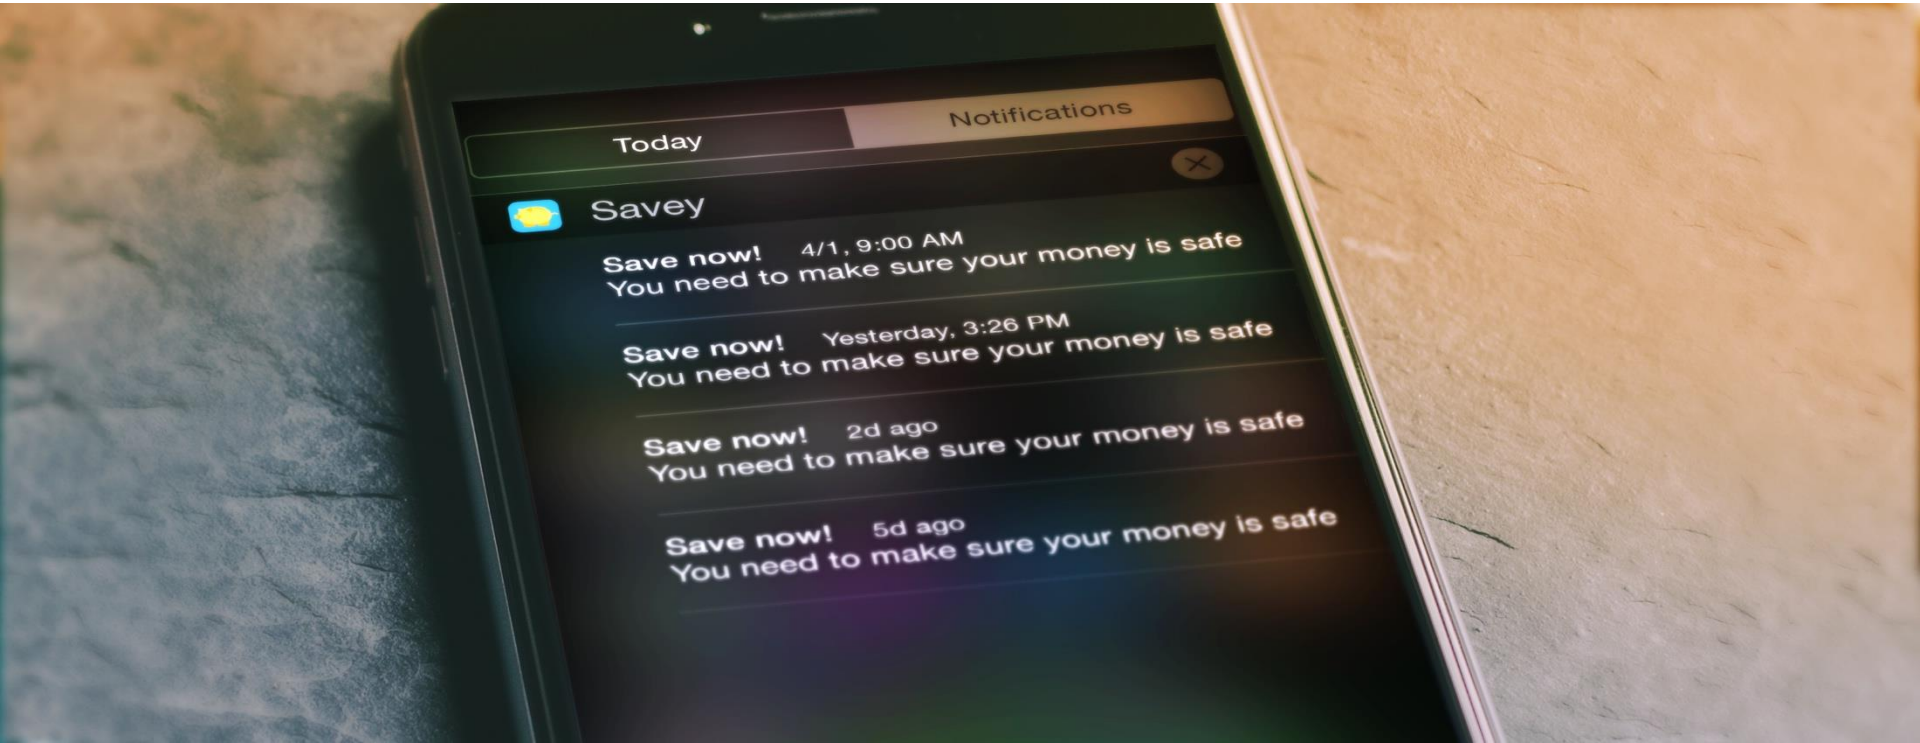 Today
Notifications
Savey
Save now! 4/1, 9:00 AM
You need to make sure your money is safe
Save now! Yesterday, 3:26 PM
You need to make sure your money is safe
Save now! 2d ago
You need to make sure your money is safe
Save now! 5d ago
You need to make sure your money is safe